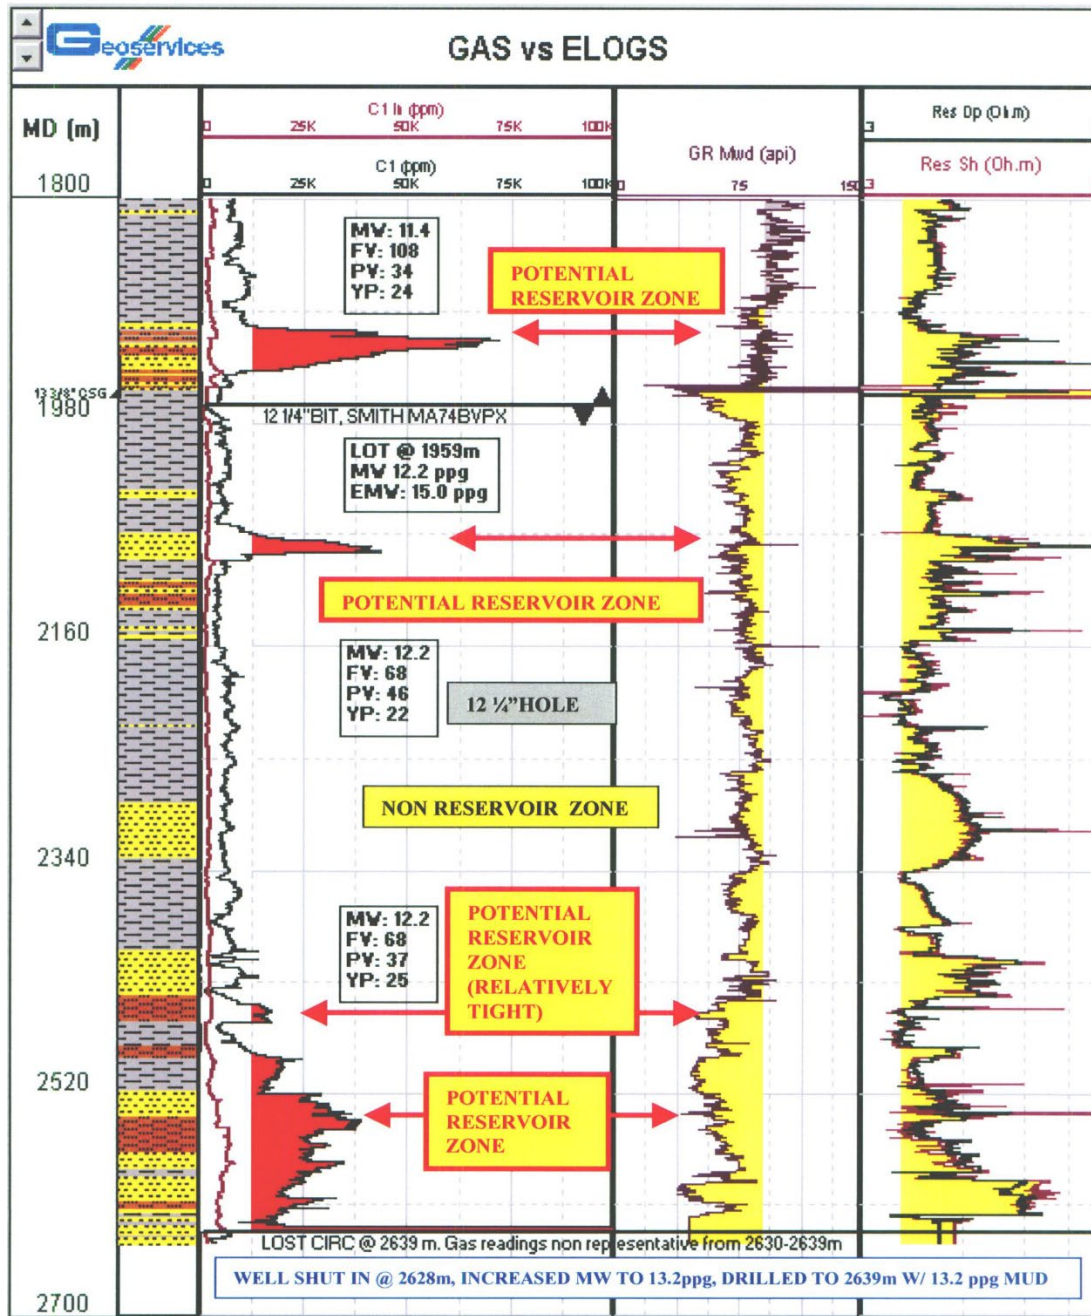 Geoservices
GAS vs ELOGS
MD (m)
C1 In (ppm)
0 25K 50K 75K 100K
C1 (ppm)
0 25K 50K 75K 100K
GR Mwd (api)
0 75 150
Res Dp (Oh.m)
.3
Res Sh (Oh.m)
.3
1800
MW: 11.4
FV: 108
PV: 34
YP: 24
POTENTIAL
RESERVOIR ZONE
13 3/8" CSG
1980
12 1/4"BIT, SMITH MA74BVPX
LOT @ 1959m
MW 12.2 ppg
EMW: 15.0 ppg
POTENTIAL RESERVOIR ZONE
2160
MW: 12.2
FV: 68
PV: 46
YP: 22
12 ¼”HOLE
NON RESERVOIR ZONE
2340
MW: 12.2
FV: 68
PV: 37
YP: 25
POTENTIAL
RESERVOIR
ZONE
(RELATIVELY
TIGHT)
2520
POTENTIAL
RESERVOIR
ZONE
LOST CIRC @ 2639 m. Gas readings non representative from 2630-2639m
WELL SHUT IN @ 2628m, INCREASED MW TO 13.2ppg, DRILLED TO 2639m W/ 13.2 ppg MUD
2700